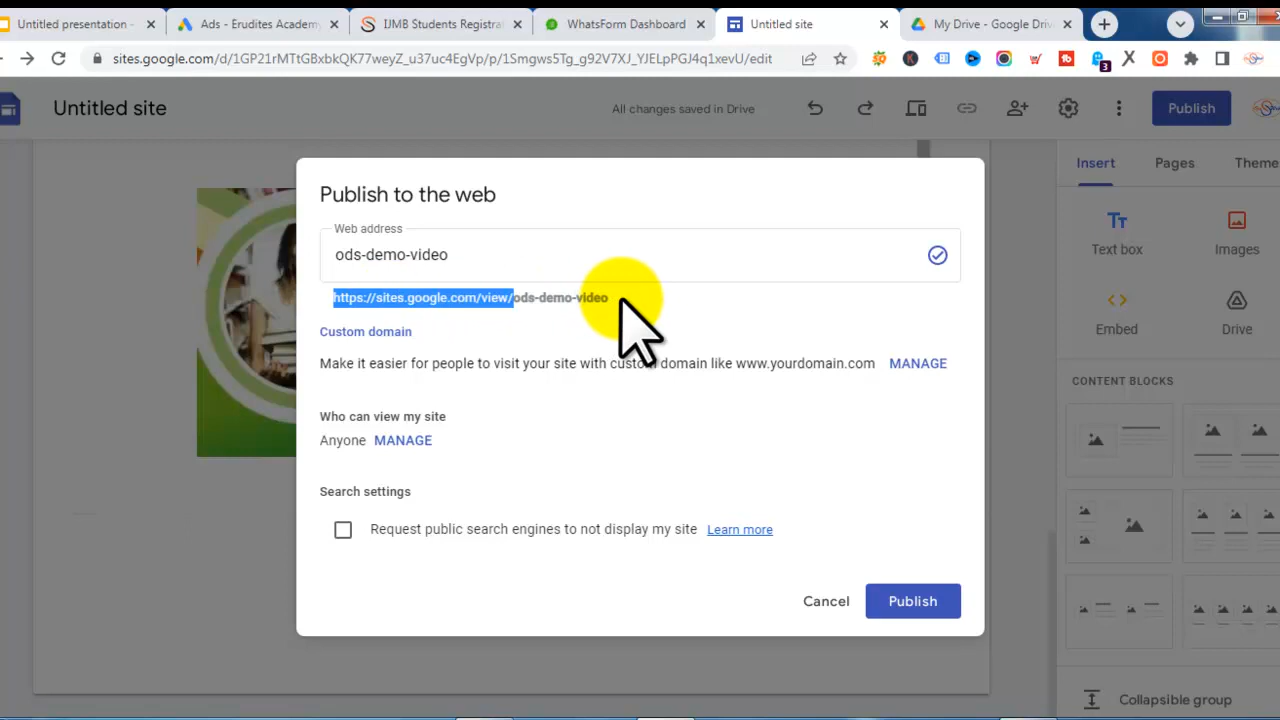 Untitled presentation -
Ads - Erudites Academy
IJMB Students Registra
WhatsForm Dashboard
Untitled site
My Drive - Google Driv
sites.google.com/d/1GP21rMTtGBxbkQK77weyZ_u37uc4EgVp/p/1Smgws5Tg_g92V7XJ_YJELpPGJ4q1xevU/edit
3
Untitled site
All changes saved in Drive
Publish
Insert
Pages
Theme
Publish to the web
Web address
ods-demo-video
https://sites.google.com/view/ods-demo-video
Custom domain
Make it easier for people to visit your site with custom domain like www.yourdomain.com MANAGE
Who can view my site
Anyone MANAGE
Search settings
Request public search engines to not display my site Learn more
Cancel
Publish
Tт
Text box
Images
Embed
Drive
CONTENT BLOCKS
Collapsible group